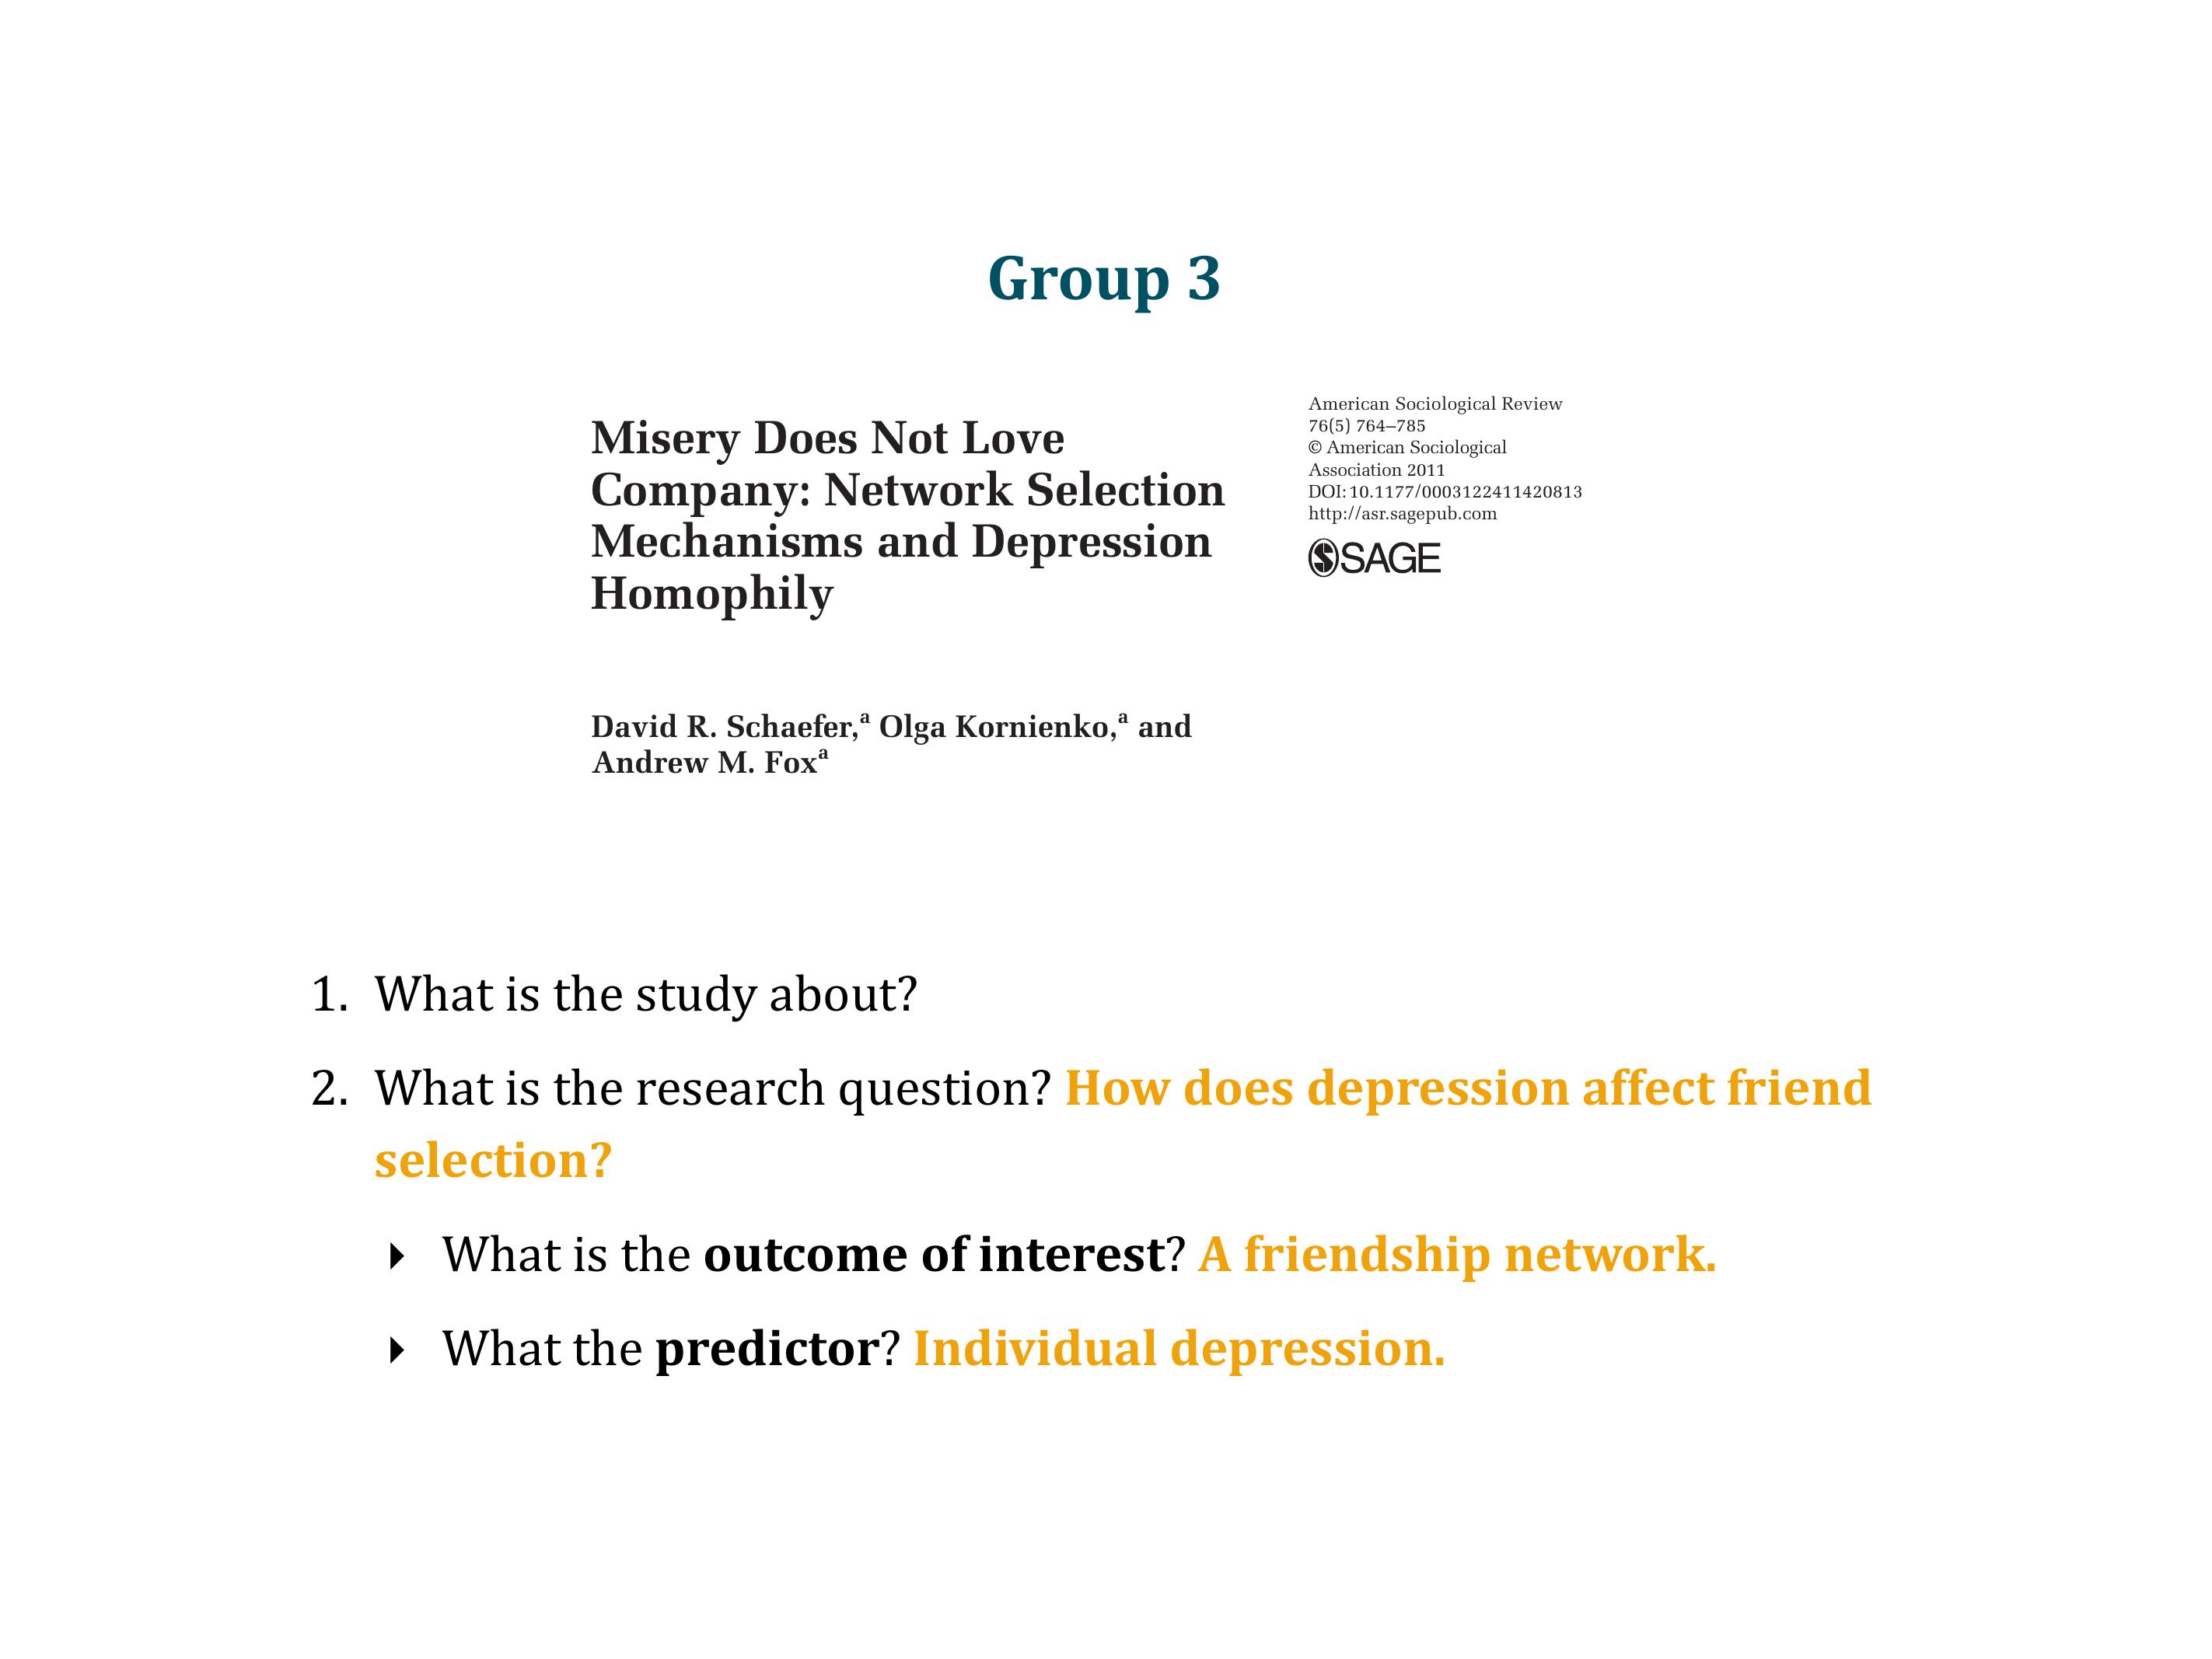 Group 3
Misery Does Not Love
Company: Network Selection
Mechanisms and Depression
Homophily
American Sociological Review
76(5) 764–785
© American Sociological
Association 2011
DOI: 10.1177/0003122411420813
http://asr.sagepub.com
SAGE
David R. Schaefer,a Olga Kornienko,a and
Andrew M. Foxa
1. What is the study about?
2. What is the research question? How does depression affect friend
selection?
What is the outcome of interest? A friendship network.
What the predictor? Individual depression.